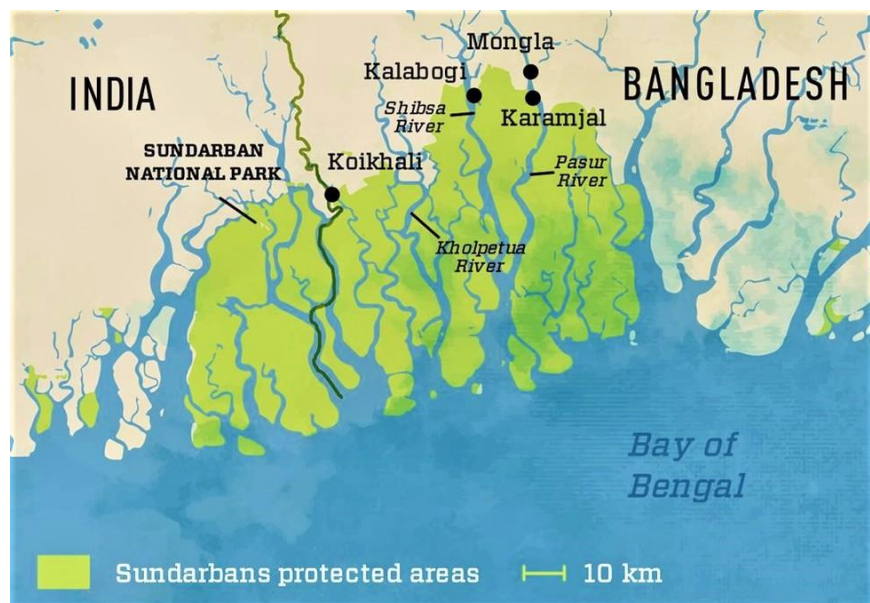 Mongla
Kalabogi
INDIA
BANGLADESH
Shibsa
River
Karamjal
SUNDARBAN
NATIONAL PARK
Koikhali
Pasur
River
Kholpetua
River
Bay of
Bengal
Sundarbans protected areas
10 km